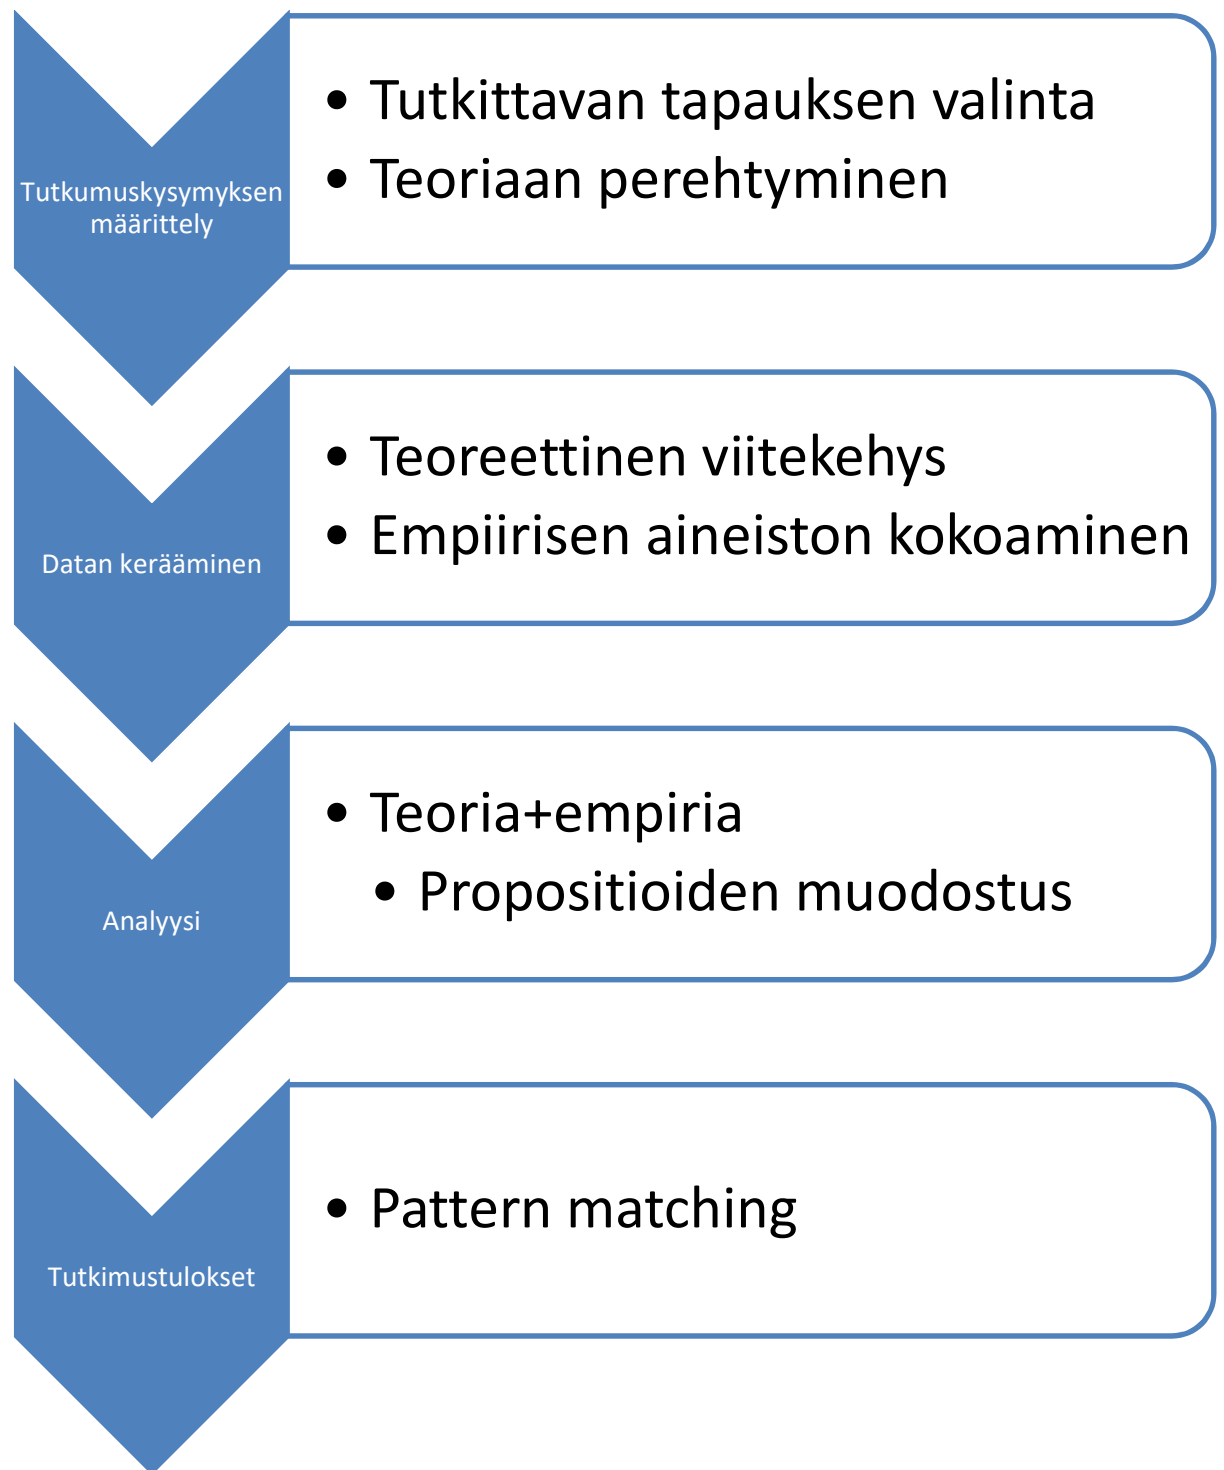 Tutkumuskysymyksen
määrittely
• Tutkittavan tapauksen valinta
• Teoriaan perehtyminen
Datan kerääminen
• Teoreettinen viitekehys
• Empiirisen aineiston kokoaminen
Analyysi
• Teoria+empiria
• Propositioiden muodostus
Tutkimustulokset
• Pattern matching